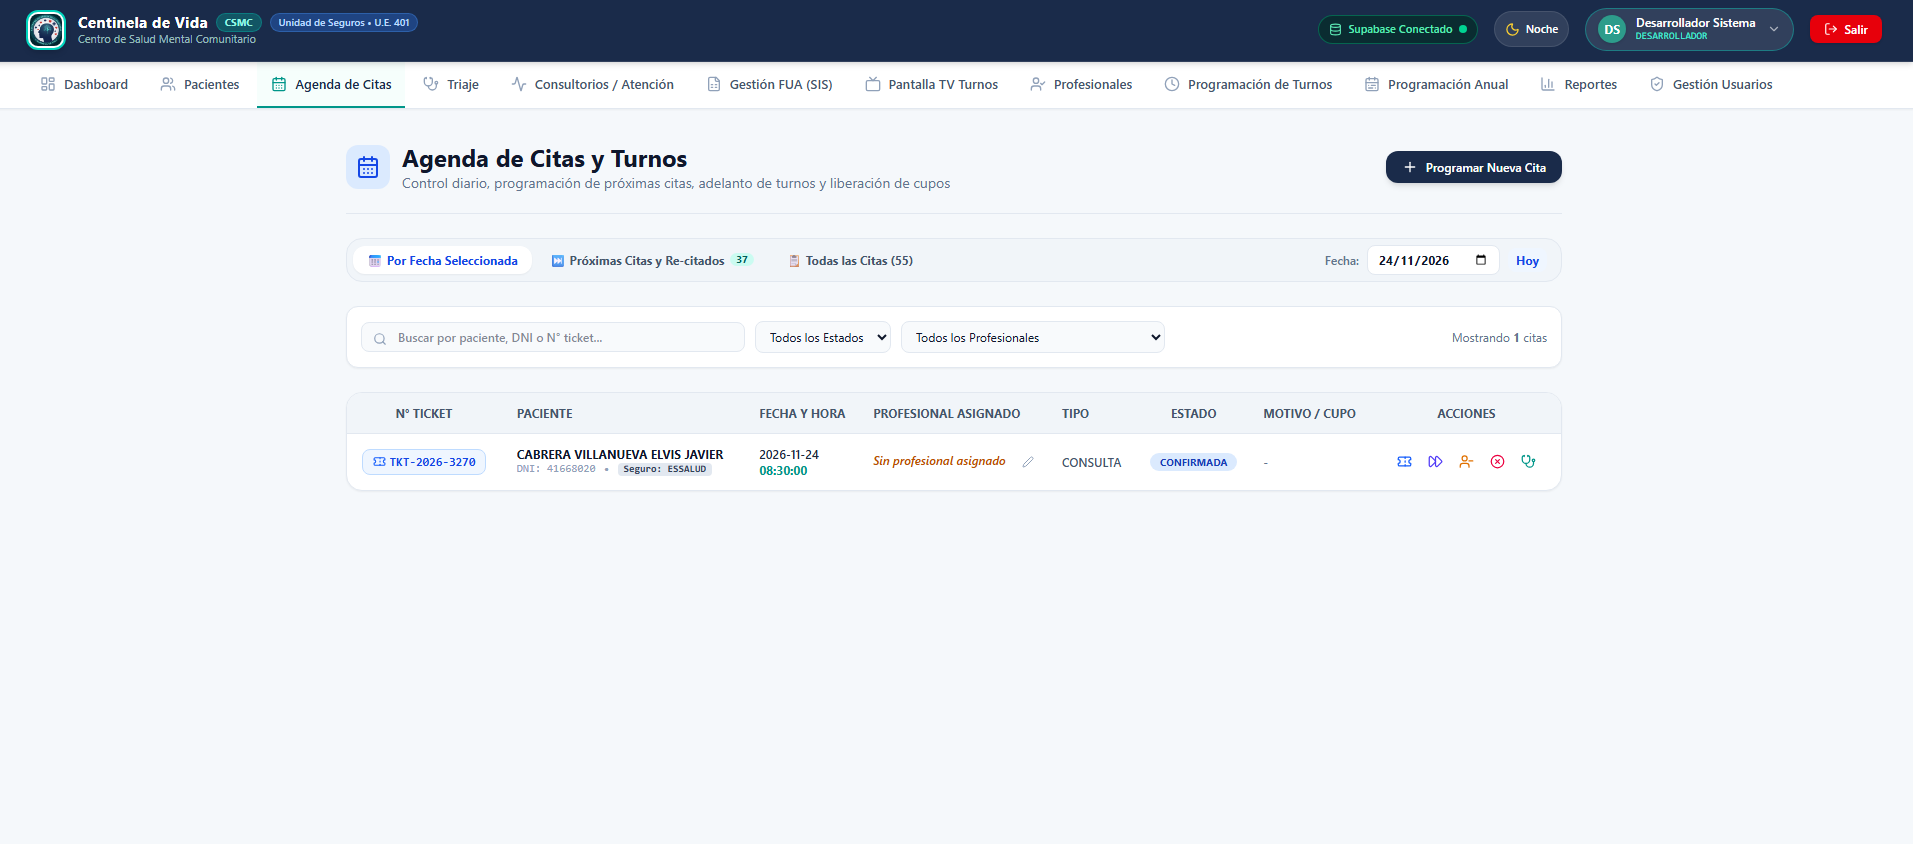 Centinela de Vida CSMC Unidad de Seguros • U.E. 401
Centro de Salud Mental Comunitario
Supabase Conectado
Noche
DS
Desarrollador Sistema
DESARROLLADOR
Salir
Dashboard
Pacientes
Agenda de Citas
Triaje
Consultorios / Atención
Gestión FUA (SIS)
Pantalla TV Turnos
Profesionales
Programación de Turnos
Programación Anual
Reportes
Gestión Usuarios
Agenda de Citas y Turnos
Control diario, programación de próximas citas, adelanto de turnos y liberación de cupos
Programar Nueva Cita
Por Fecha Seleccionada
Próximas Citas y Re-citados 37
Todas las Citas (55)
Fecha: 24/11/2026 Hoy
Buscar por paciente, DNI o N° ticket...
Todos los Estados
Todos los Profesionales
Mostrando 1 citas
N° TICKET PACIENTE FECHA Y HORA PROFESIONAL ASIGNADO TIPO ESTADO MOTIVO / CUPO ACCIONES
TKT-2026-3270
CABRERA VILLANUEVA ELVIS JAVIER
DNI: 41668020 • Seguro: ESSALUD
2026-11-24
08:30:00
Sin profesional asignado
CONSULTA
CONFIRMADA
-